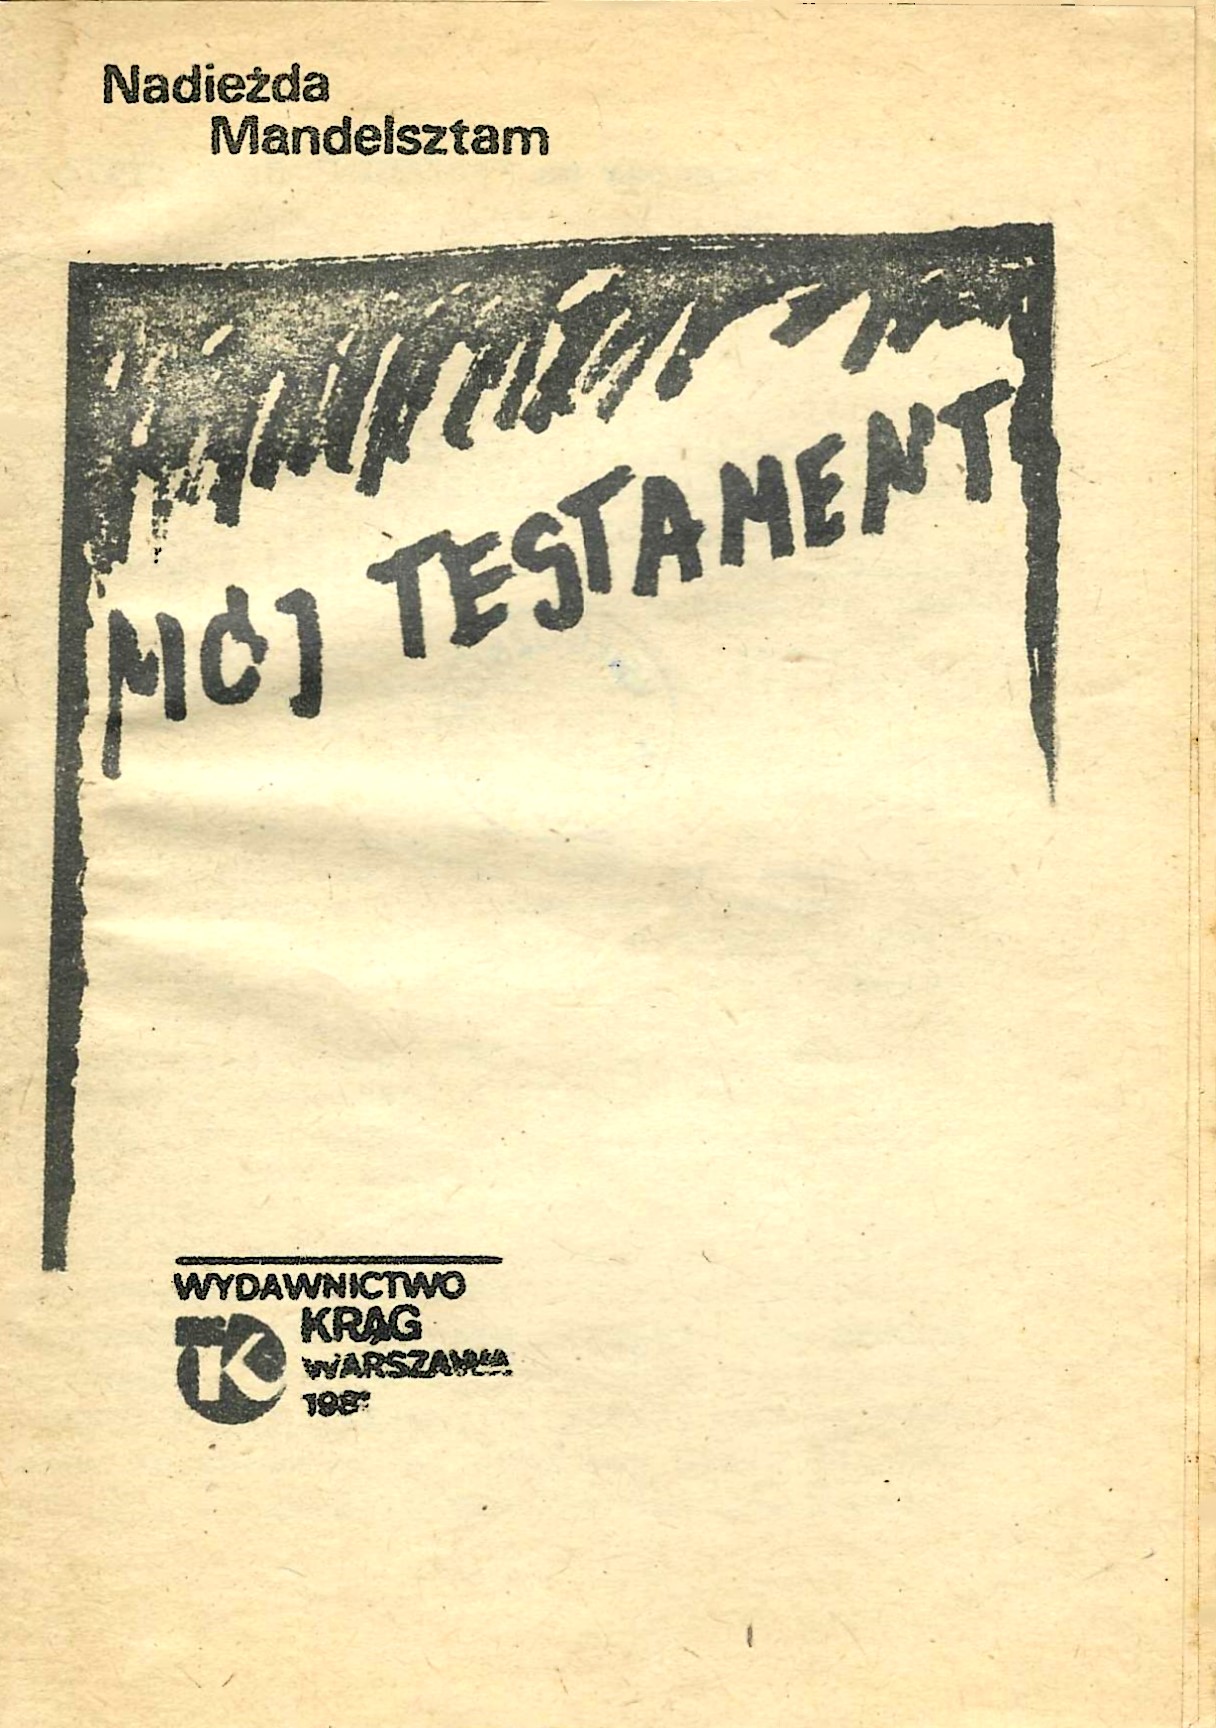 Nadieżda
Mandelsztam
MÓJ TESTAMENT
WYDAWNICTWO
K
KRĄG
WARSZAWA